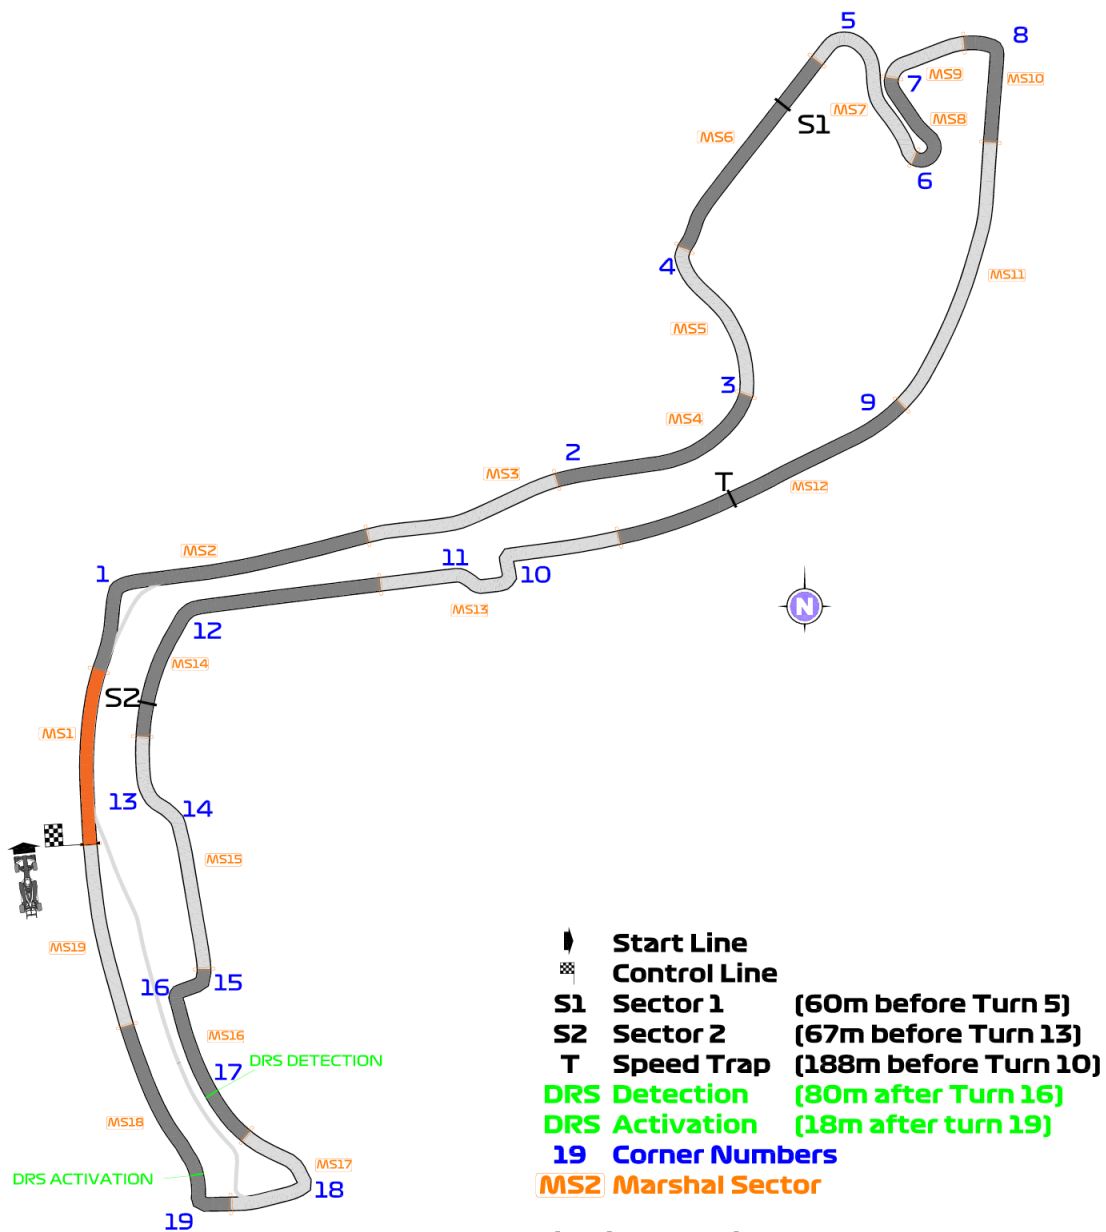 5
8
7
MS9
MS10
MS7
MS8
S1
MS6
6
4
MS11
MS5
3
9
MS4
2
T
MS3
MS12
MS2
11
1
10
MS13
N
12
MS14
S2
MS1
13
14
MS15
MS19
15
16
MS16
DRS DETECTION
17
MS18
MS17
DRS ACTIVATION
18
19
Start Line
Control Line
S1 Sector 1 (60m before Turn 5)
S2 Sector 2 (67m before Turn 13)
T Speed Trap (188m before Turn 10)
DRS Detection (80m after Turn 16)
DRS Activation (18m after turn 19)
19 Corner Numbers
MS2 Marshal Sector